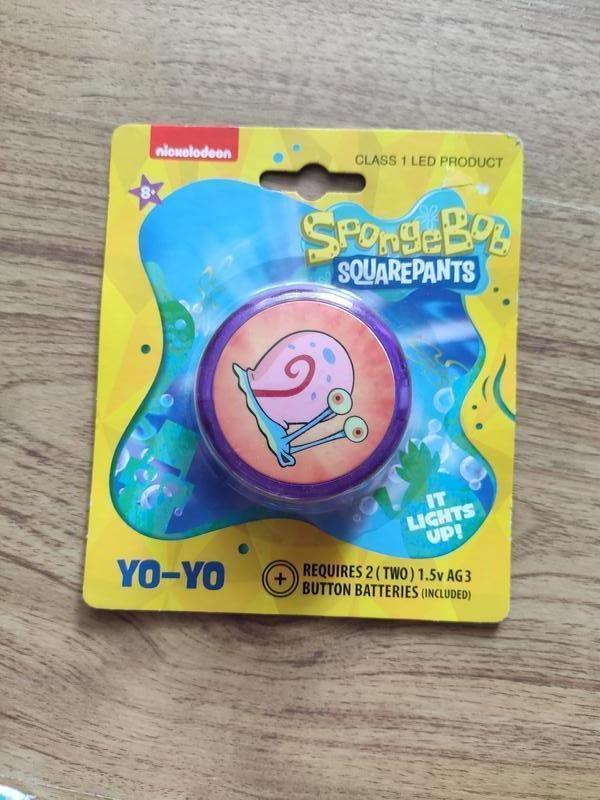 nickelodeon
CLASS 1 LED PRODUCT
8+
SPONGEBOB
SQUAREPANTS
IT
LIGHTS
UP!
YO-YO
REQUIRES 2 (TWO) 1.5v AG3
BUTTON BATTERIES (INCLUDED)